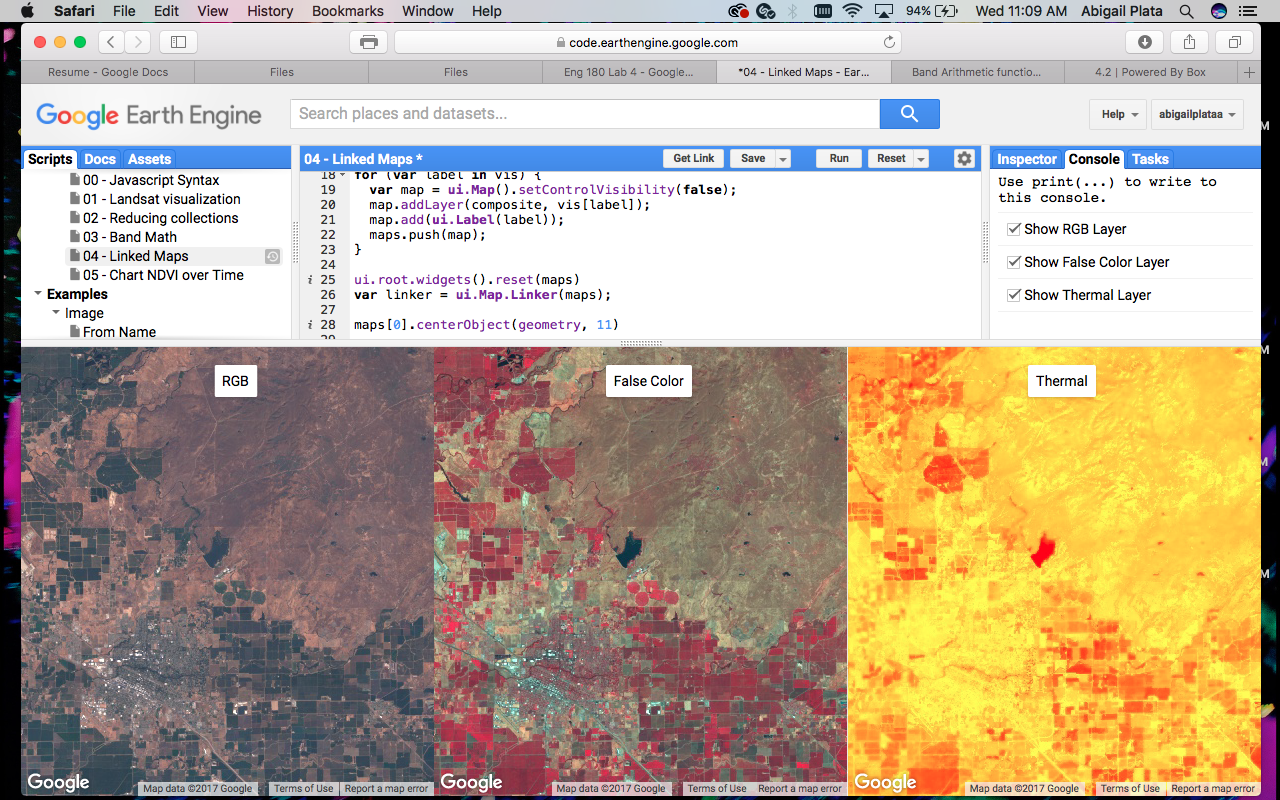 Safari File Edit View History Bookmarks Window Help 94% Wed 11:09 AM Abigail Plata
code.earthengine.google.com
Resume - Google Docs Files Files Eng 180 Lab 4 - Google... *04 - Linked Maps - Ear... Band Arithmetic functio... 4.2 | Powered By Box +
Google Earth Engine Search places and datasets... Help abigailplataa
Scripts Docs Assets 04 - Linked Maps * Get Link Save Run Reset Inspector Console Tasks
00 - Javascript Syntax
01 - Landsat visualization
02 - Reducing collections
03 - Band Math
04 - Linked Maps
05 - Chart NDVI over Time
Examples
Image
From Name
18 for (var label in vis) {
19 var map = ui.Map().setControlVisibility(false);
20 map.addLayer(composite, vis[label]);
21 map.add(ui.Label(label));
22 maps.push(map);
23 }
24
i 25 ui.root.widgets().reset(maps)
26 var linker = ui.Map.Linker(maps);
27
i 28 maps[0].centerObject(geometry, 11)
Use print(...) to write to
this console.
Show RGB Layer
Show False Color Layer
Show Thermal Layer
RGB False Color Thermal
Google Map data ©2017 Google Terms of Use Report a map error Google Map data ©2017 Google Terms of Use Report a map error Google Map data ©2017 Google Terms of Use Report a map error